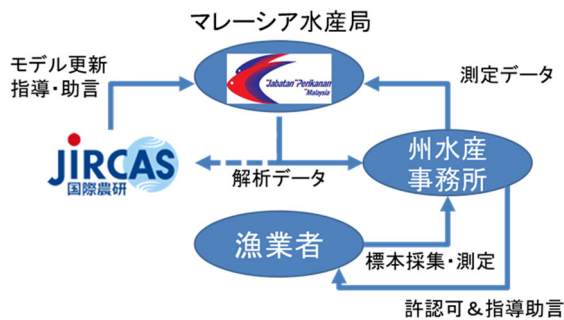 マレーシア水産局
モデル更新
指導・助言
Jabatan Perikanan
Malaysia
測定データ
JIRCAS
国際農研
解析データ
州水産
事務所
漁業者
標本採集・測定
許認可＆指導助言